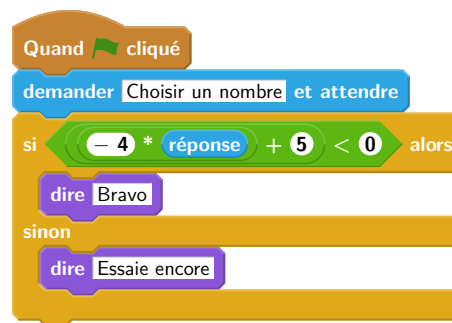 Quand cliqué
demander Choisir un nombre et attendre
si − 4 * réponse + 5 < 0 alors
dire Bravo
sinon
dire Essaie encore